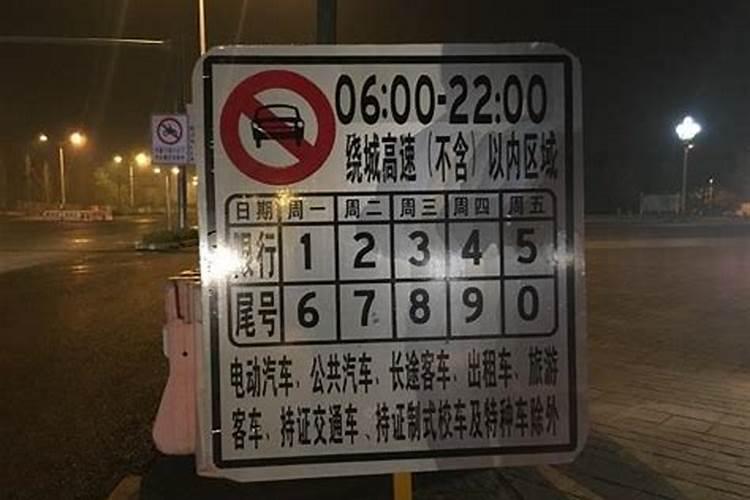 06:00-22:00
绕城高速（不含）以内区域
日期 周一 周二 周三 周四 周五
限行 1 2 3 4 5
尾号 6 7 8 9 0
电动汽车、公共汽车、长途客车、出租车、旅游
客车、持证交通车、持证制式校车及特种车除外